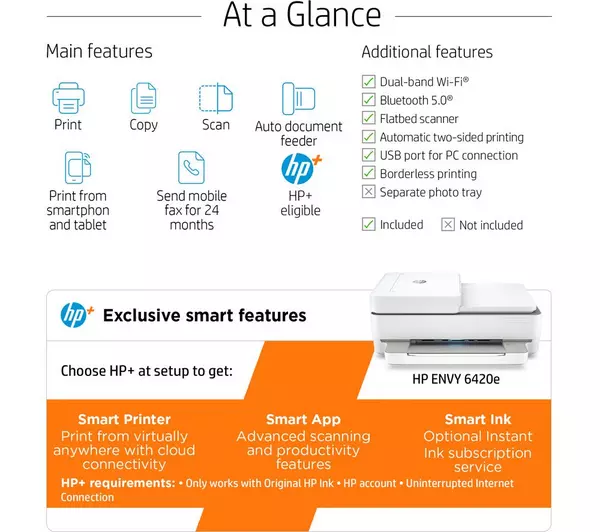 At a Glance
Main features
Print
Copy
Scan
Auto document
feeder
Print from
smartphon
and tablet
Send mobile
fax for 24
months
hp+
HP+
eligible
Additional features
Dual-band Wi-Fi®
Bluetooth 5.0®
Flatbed scanner
Automatic two-sided printing
USB port for PC connection
Borderless printing
Separate photo tray
Included
Not included
hp+ Exclusive smart features
Choose HP+ at setup to get:
HP ENVY 6420e
Smart Printer
Print from virtually
anywhere with cloud
connectivity
Smart App
Advanced scanning
and productivity
features
Smart Ink
Optional Instant
Ink subscription
service
HP+ requirements: • Only works with Original HP Ink • HP account • Uninterrupted Internet
Connection